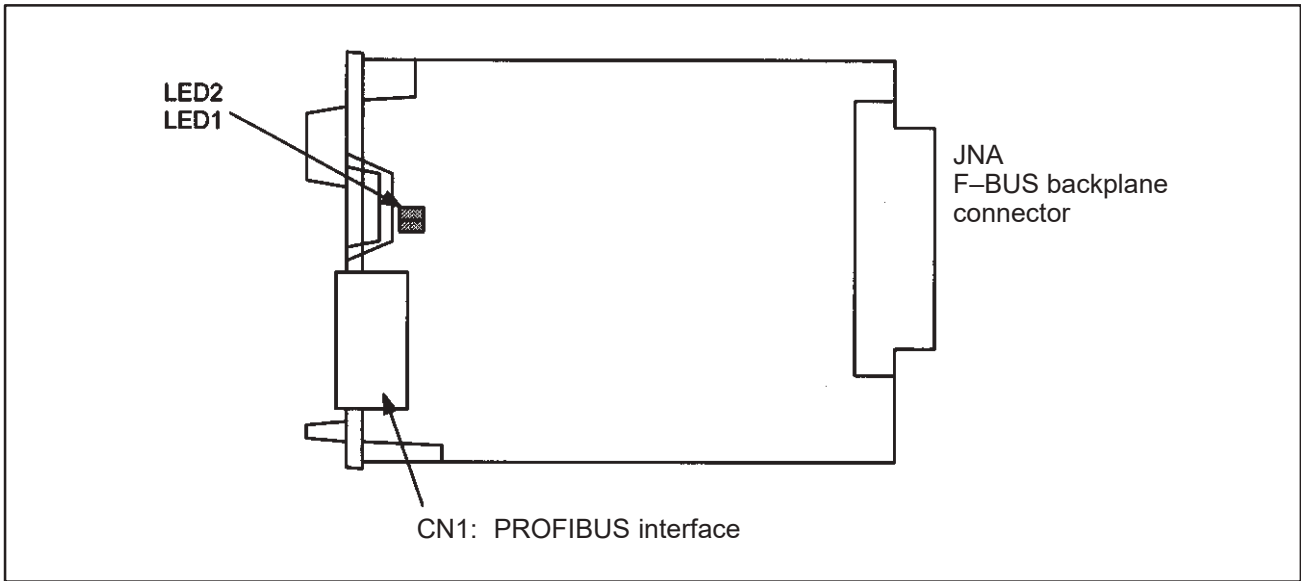 LED2
LED1
JNA
F–BUS backplane
connector
CN1: PROFIBUS interface